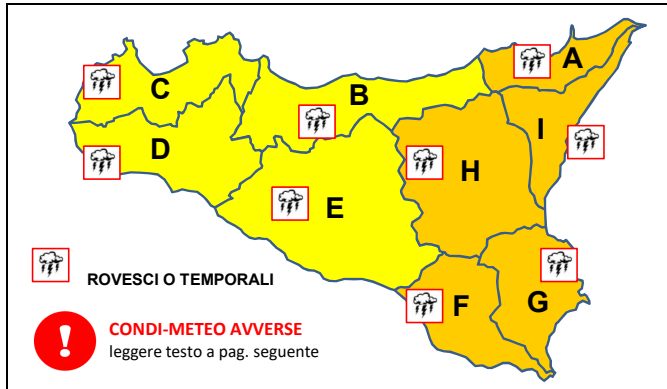 A
C
B
I
D
H
E
F
G
ROVESCI O TEMPORALI
!
CONDI-METEO AVVERSE
leggere testo a pag. seguente